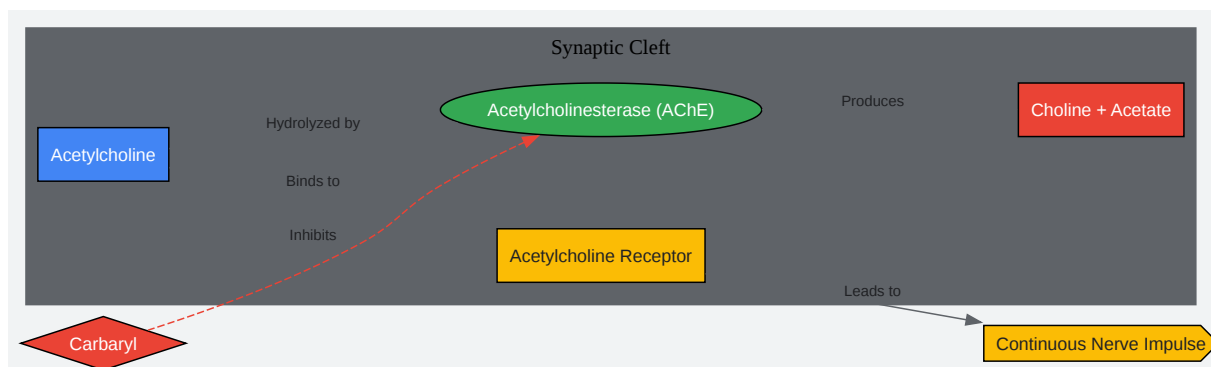 Synaptic Cleft
Acetylcholinesterase (AChE)
Produces
Choline + Acetate
Hydrolyzed by
Acetylcholine
Binds to
Inhibits
Acetylcholine Receptor
Leads to
Carbaryl
Continuous Nerve Impulse